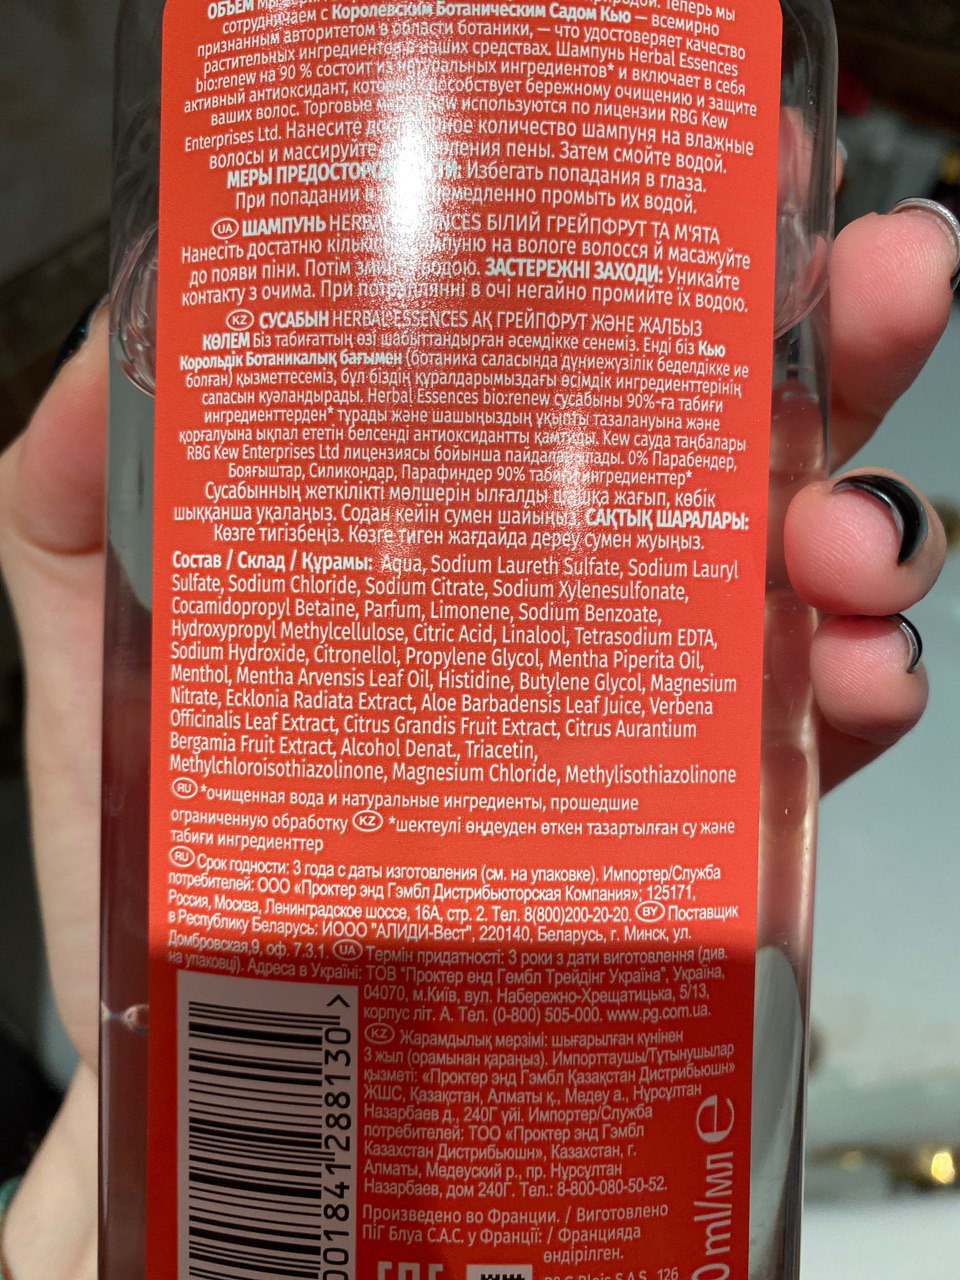 ОБЪЕМ природой. Теперь мы
сотрудничаем с Королевским Ботаническим Садом Кью — всемирно
признанным авторитетом в области ботаники, — что удостоверяет качество
растительных ингредиентов в наших средствах. Шампунь Herbal Essences
bio:renew на 90 % состоит из натуральных ингредиентов* и включает в себя
активный антиоксидант, который способствует бережному очищению и защите
ваших волос. Торговые марки Kew используются по лицензии RBG Kew
Enterprises Ltd. Нанесите количество шампуня на влажные
волосы и массируйте пены. Затем смойте водой.
МЕРЫ ПРЕДОСТОРОЖНОСТИ: Избегать попадания в глаза.
При попадании немедленно промыть их водой.
UA ШАМПУНЬ HERBAL ESSENCES БІЛИЙ ГРЕЙПФРУТ ТА М'ЯТА
Нанесіть достатню кількість шампуню на вологе волосся й масажуйте
до появи піни. Потім змийте водою. ЗАСТЕРЕЖНІ ЗАХОДИ: Уникайте
контакту з очима. При потраплянні в очі негайно промийте їх водою.
KZ СУСАБЫН HERBAL ESSENCES АҚ ГРЕЙПФРУТ ЖӘНЕ ЖАЛБЫЗ
КӨЛЕМ Біз табиғаттың өзі шабыттандырған әсемдікке сенеміз. Енді біз Кью
Корольдік Ботаникалық бағымен (ботаника саласында дүниежүзілік беделдікке ие
болған) қызметтесеміз, бұл біздің құралдарымыздағы өсімдік ингредиенттерінің
сапасын куәландырады. Herbal Essences bio:renew сусабыны 90%-ға табиғи
ингредиенттерден* тұрады және шашыңыздың ұқыпты тазалануына және
қорғалуына ықпал ететін белсенді антиоксидантты қамтиды. Kew сауда таңбалары
RBG Kew Enterprises Ltd лицензиясы бойынша пайдаланылады. 0% Парабендер,
Бояғыштар, Силикондар, Парафиндер 90% табиғи ингредиенттер*
Сусабынның жеткілікті мөлшерін ылғалды шашқа жағып, көбік
шыққанша уқалаңыз. Содан кейін сумен шайыңыз. САҚТЫҚ ШАРАЛАРЫ:
Көзге тигізбеңіз. Көзге тиген жағдайда дереу сумен жуыңыз.
Состав / Склад / Құрамы: Aqua, Sodium Laureth Sulfate, Sodium Lauryl
Sulfate, Sodium Chloride, Sodium Citrate, Sodium Xylenesulfonate,
Cocamidopropyl Betaine, Parfum, Limonene, Sodium Benzoate,
Hydroxypropyl Methylcellulose, Citric Acid, Linalool, Tetrasodium EDTA,
Sodium Hydroxide, Citronellol, Propylene Glycol, Mentha Piperita Oil,
Menthol, Mentha Arvensis Leaf Oil, Histidine, Butylene Glycol, Magnesium
Nitrate, Ecklonia Radiata Extract, Aloe Barbadensis Leaf Juice, Verbena
Officinalis Leaf Extract, Citrus Grandis Fruit Extract, Citrus Aurantium
Bergamia Fruit Extract, Alcohol Denat., Triacetin,
Methylchloroisothiazolinone, Magnesium Chloride, Methylisothiazolinone
RU *очищенная вода и натуральные ингредиенты, прошедшие
ограниченную обработку KZ *шектеулі өңдеуден өткен тазартылған су және
табиғи ингредиенттер
RU Срок годности: 3 года с даты изготовления (см. на упаковке). Импортер/Служба
потребителей: ООО «Проктер энд Гэмбл Дистрибьюторская Компания»; 125171,
Россия, Москва, Ленинградское шоссе, 16А, стр. 2. Тел. 8(800)200-20-20. BY Поставщик
в Республику Беларусь: ИООО "АЛИДИ-Вест", 220140, Беларусь, г. Минск, ул.
Домбровская,9, оф. 7.3.1. UA Термін придатності: 3 роки з дати виготовлення (див.
на упаковці). Адреса в Україні: ТОВ "Проктер енд Гембл Трейдінг Україна", Україна,
04070, м.Київ, вул. Набережно-Хрещатицька, 5/13,
корпус літ. А. Тел. (0-800) 505-000. www.pg.com.ua.
KZ Жарамдылық мерзімі: шығарылған күнінен
3 жыл (орамынан қараңыз). Импорттаушы/Тұтынушылар
қызметі: «Проктер энд Гэмбл Қазақстан Дистрибьюшн»
ЖШС, Қазақстан, Алматы қ., Медеу а., Нұрсұлтан
Назарбаев д., 240Г үйі. Импортер/Служба
потребителей: ТОО «Проктер энд Гэмбл
Казахстан Дистрибьюшн», Казахстан, г.
Алматы, Медеуский р., пр. Нурсултан
Назарбаев, дом 240Г. Тел.: 8-800-080-50-52.
Произведено во Франции. / Виготовлено
ПіГ Блуа С.А.С. у Франції: / Францияда
өндірілген.
Blois S.A.S., 126
001841288130 >
0 ml/мл e